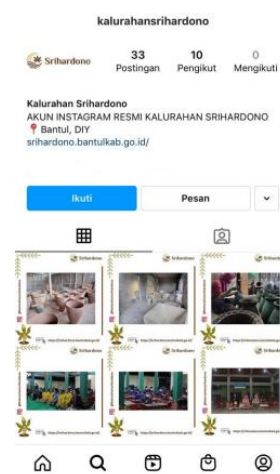 kalurahansrihardono
Srihardono
33 10 0
Postingan Pengikut Mengikuti
Kalurahan Srihardono
AKUN INSTAGRAM RESMI KALURAHAN SRIHARDONO
Bantul, DIY
srihardono.bantulkab.go.id/
Ikuti Pesan